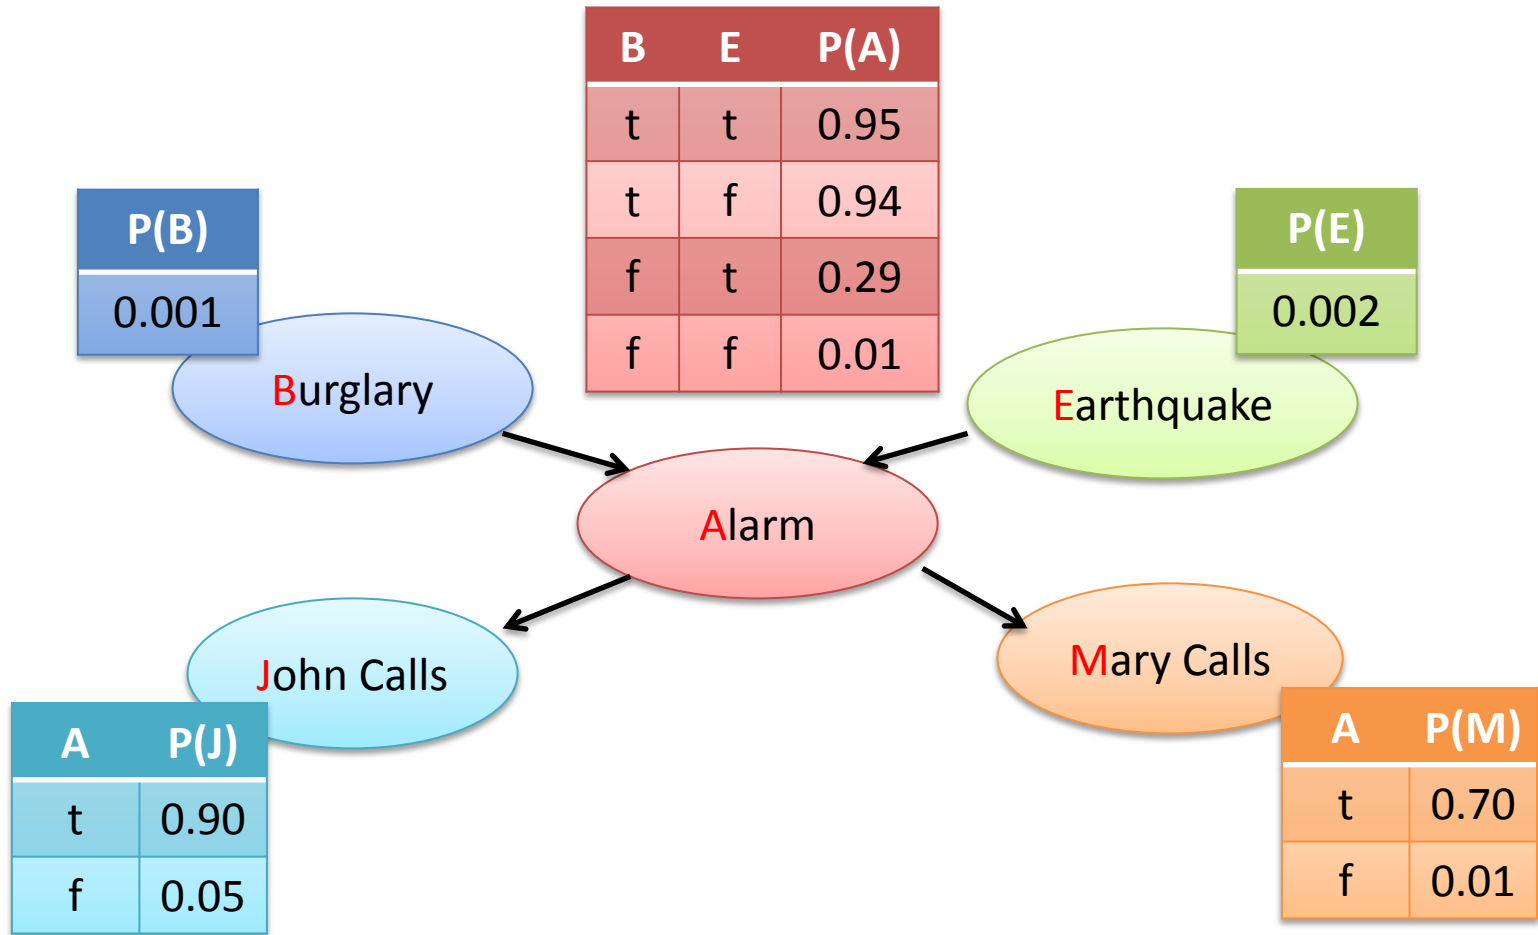 B E P(A)
t t 0.95
t f 0.94
f t 0.29
f f 0.01
P(B)
0.001
P(E)
0.002
Burglary
Earthquake
Alarm
John Calls
Mary Calls
A P(J)
t 0.90
f 0.05
A P(M)
t 0.70
f 0.01